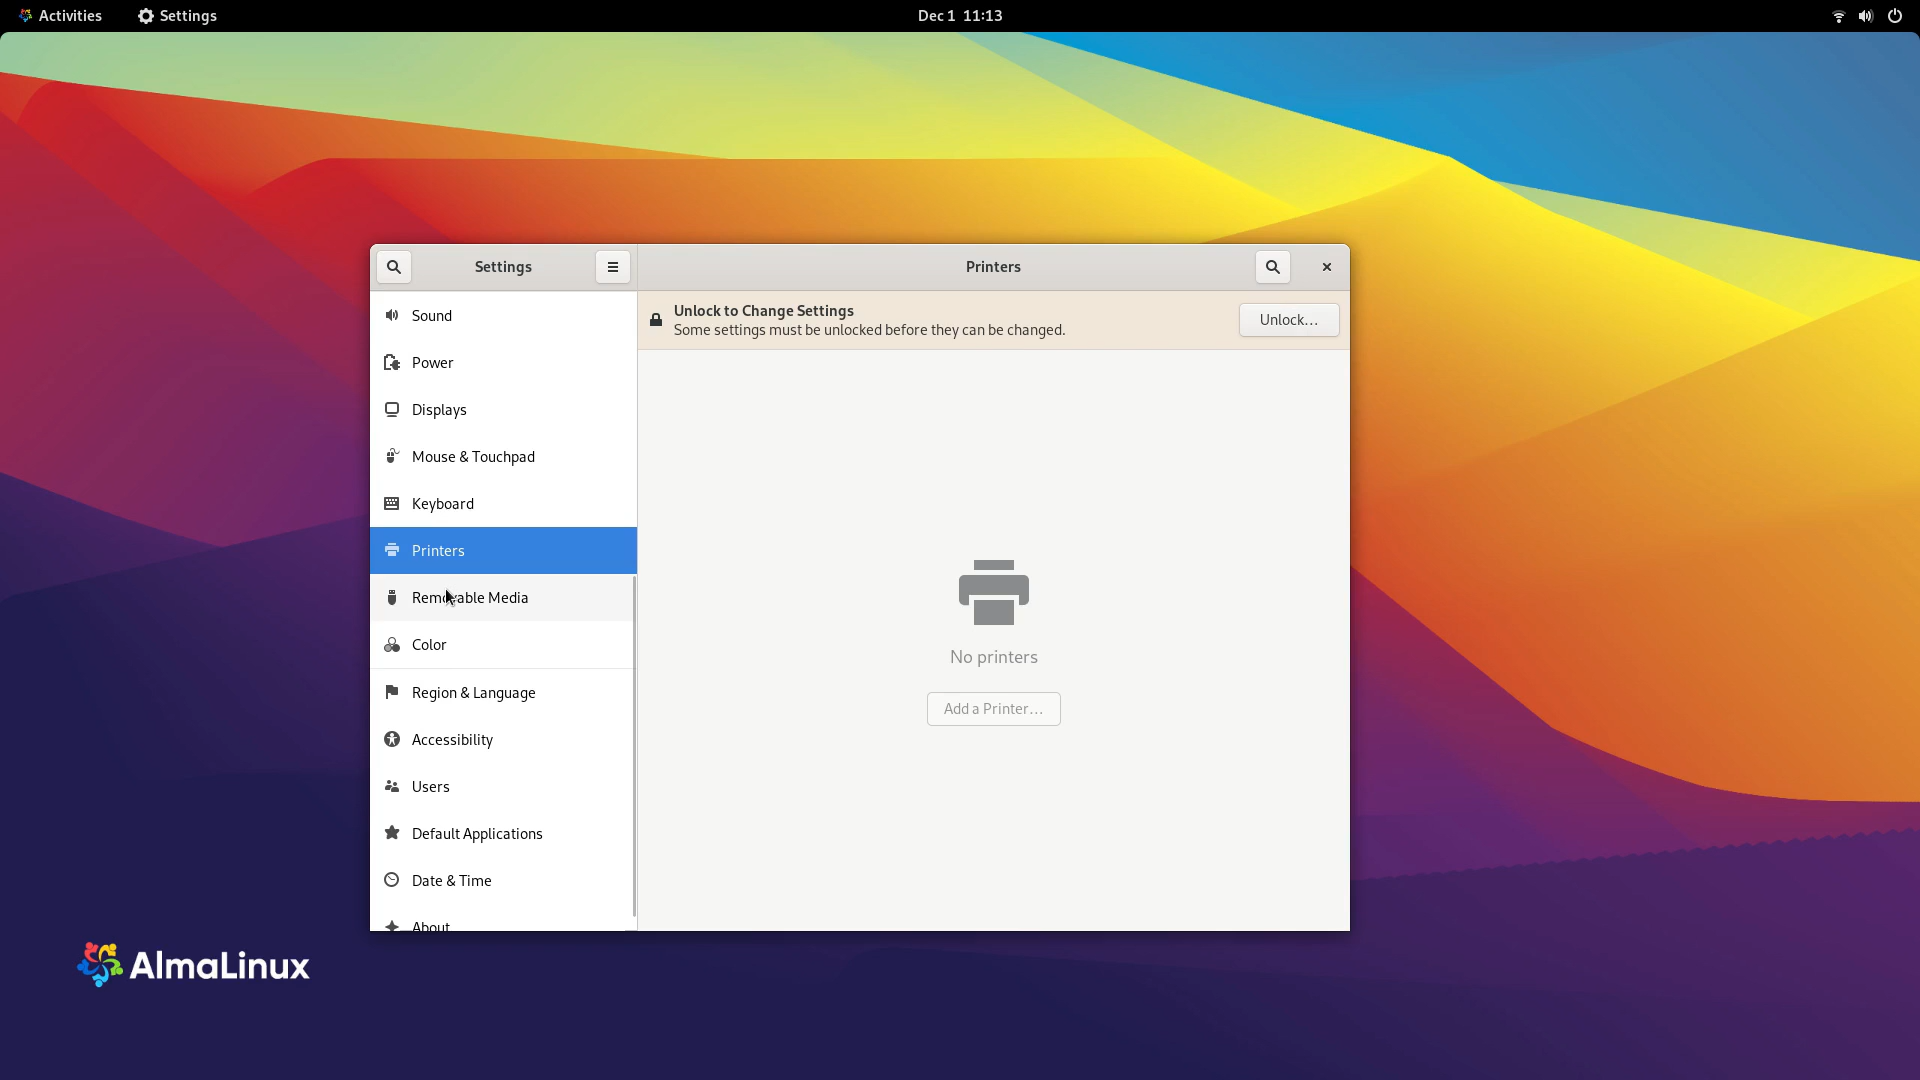 Activities
Settings
Dec 1 11:13
Settings
Printers
Sound
Power
Displays
Mouse & Touchpad
Keyboard
Printers
Removable Media
Color
Region & Language
Accessibility
Users
Default Applications
Date & Time
About
Unlock to Change Settings
Some settings must be unlocked before they can be changed.
Unlock...
No printers
Add a Printer...
AlmaLinux